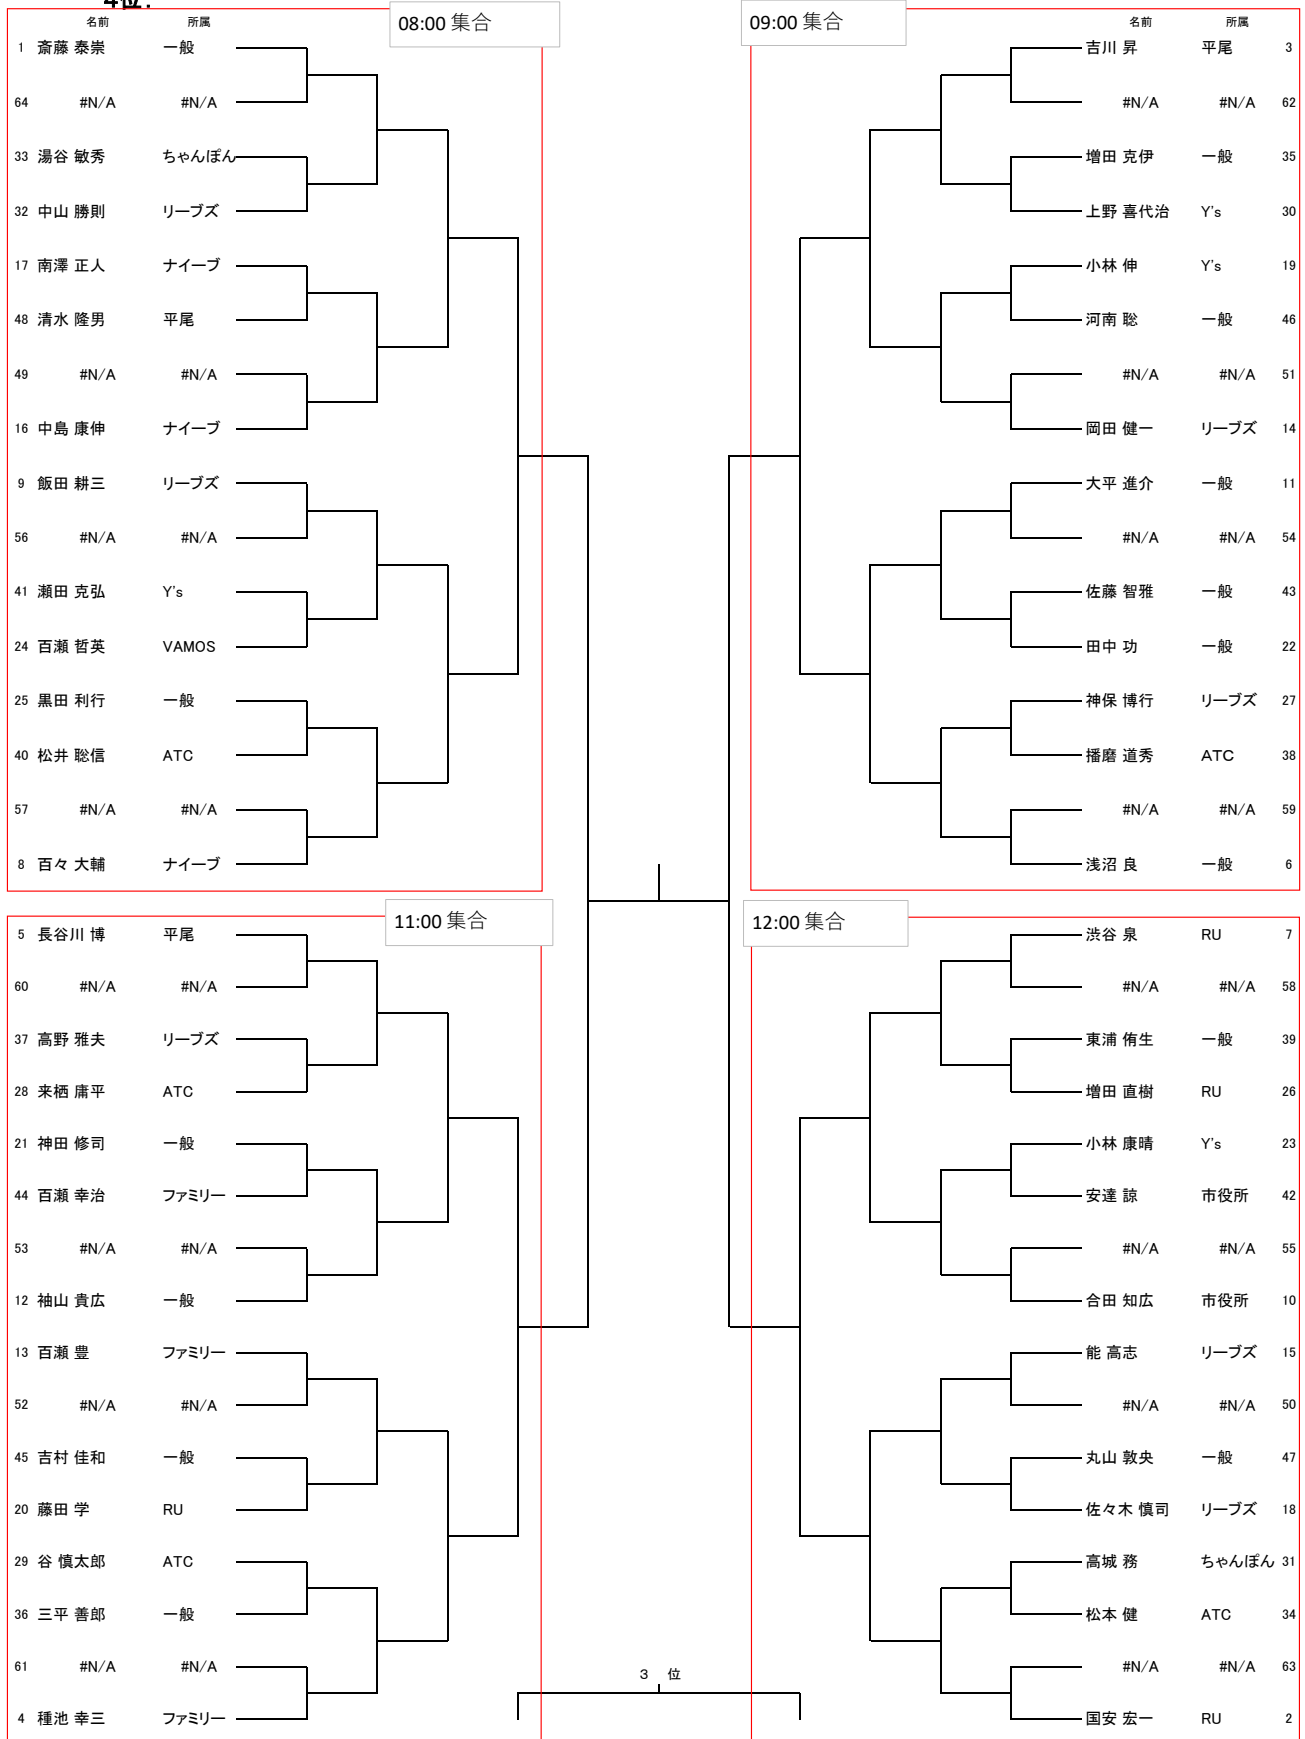 4位:
08:00 集合
名前 所属
1 斎藤 泰崇 一般
64 #N/A #N/A
33 湯谷 敏秀 ちゃんぽん
32 中山 勝則 リーブズ
17 南澤 正人 ナイーブ
48 清水 隆男 平尾
49 #N/A #N/A
16 中島 康伸 ナイーブ
9 飯田 耕三 リーブズ
56 #N/A #N/A
41 瀬田 克弘 Y's
24 百瀬 哲英 VAMOS
25 黒田 利行 一般
40 松井 聡信 ATC
57 #N/A #N/A
8 百々 大輔 ナイーブ
09:00 集合
名前 所属
吉川 昇 平尾 3
#N/A #N/A 62
増田 克伊 一般 35
上野 喜代治 Y's 30
小林 伸 Y's 19
河南 聡 一般 46
#N/A #N/A 51
岡田 健一 リーブズ 14
大平 進介 一般 11
#N/A #N/A 54
佐藤 智雅 一般 43
田中 功 一般 22
神保 博行 リーブズ 27
播磨 道秀 ATC 38
#N/A #N/A 59
浅沼 良 一般 6
11:00 集合
5 長谷川 博 平尾
60 #N/A #N/A
37 高野 雅夫 リーブズ
28 来栖 庸平 ATC
21 神田 修司 一般
44 百瀬 幸治 ファミリー
53 #N/A #N/A
12 袖山 貴広 一般
13 百瀬 豊 ファミリー
52 #N/A #N/A
45 吉村 佳和 一般
20 藤田 学 RU
29 谷 慎太郎 ATC
36 三平 善郎 一般
61 #N/A #N/A
4 種池 幸三 ファミリー
12:00 集合
渋谷 泉 RU 7
#N/A #N/A 58
東浦 侑生 一般 39
増田 直樹 RU 26
小林 康晴 Y's 23
安達 諒 市役所 42
#N/A #N/A 55
合田 知広 市役所 10
能 高志 リーブズ 15
#N/A #N/A 50
丸山 敦央 一般 47
佐々木 慎司 リーブズ 18
高城 務 ちゃんぽん 31
松本 健 ATC 34
#N/A #N/A 63
国安 宏一 RU 2
3 位